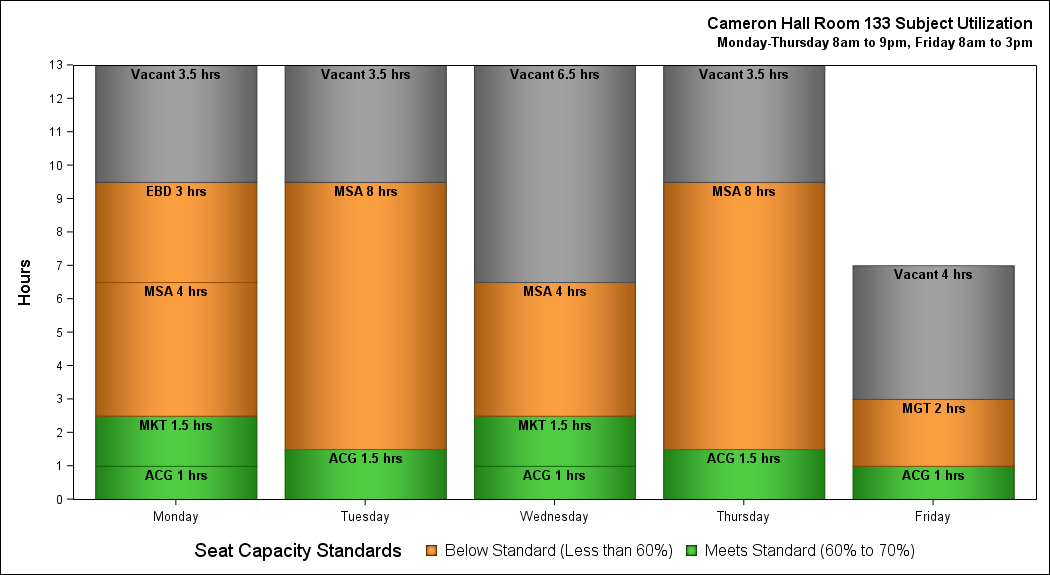 Cameron Hall Room 133 Subject Utilization
Monday-Thursday 8am to 9pm, Friday 8am to 3pm
Hours
13
12
11
10
9
8
7
6
5
4
3
2
1
0
Vacant 3.5 hrs
EBD 3 hrs
MSA 4 hrs
MKT 1.5 hrs
ACG 1 hrs
Vacant 3.5 hrs
MSA 8 hrs
ACG 1.5 hrs
Vacant 6.5 hrs
MSA 4 hrs
MKT 1.5 hrs
ACG 1 hrs
Vacant 3.5 hrs
MSA 8 hrs
ACG 1.5 hrs
Vacant 4 hrs
MGT 2 hrs
ACG 1 hrs
Monday Tuesday Wednesday Thursday Friday
Seat Capacity Standards Below Standard (Less than 60%) Meets Standard (60% to 70%)